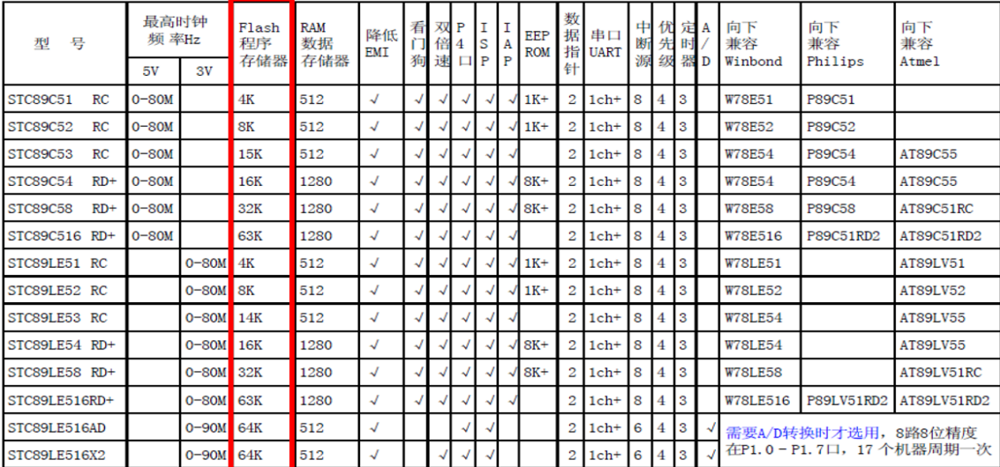 型 号 最高时钟频 率Hz 5V 3V Flash 程序 存储器 RAM 数据 存储器 降低 EMI 看门狗 双倍速 P4口 ISP IAP EEP ROM 数据指针 串口 UART 中断源 优先级 定时器 A/D 向下 兼容 Winbond 向下 兼容 Philips 向下 兼容 Atmel
STC89C51 RC 0-80M 4K 512 √ √ √ √ √ √ 1K+ 2 1ch+ 8 4 3 W78E51 P89C51
STC89C52 RC 0-80M 8K 512 √ √ √ √ √ √ 1K+ 2 1ch+ 8 4 3 W78E52 P89C52
STC89C53 RC 0-80M 15K 512 √ √ √ √ √ √ 2 1ch+ 8 4 3 W78E54 P89C54 AT89C55
STC89C54 RD+ 0-80M 16K 1280 √ √ √ √ √ √ 8K+ 2 1ch+ 8 4 3 W78E54 P89C54 AT89C55
STC89C58 RD+ 0-80M 32K 1280 √ √ √ √ √ √ 8K+ 2 1ch+ 8 4 3 W78E58 P89C58 AT89C51RC
STC89C516 RD+ 0-80M 63K 1280 √ √ √ √ √ √ 2 1ch+ 8 4 3 W78E516 P89C51RD2 AT89C51RD2
STC89LE51 RC 0-80M 4K 512 √ √ √ √ √ √ 1K+ 2 1ch+ 8 4 3 W78LE51 AT89LV51
STC89LE52 RC 0-80M 8K 512 √ √ √ √ √ √ 1K+ 2 1ch+ 8 4 3 W78LE52 AT89LV52
STC89LE53 RC 0-80M 14K 512 √ √ √ √ √ √ 2 1ch+ 8 4 3 W78LE54 AT89LV55
STC89LE54 RD+ 0-80M 16K 1280 √ √ √ √ √ √ 8K+ 2 1ch+ 8 4 3 W78LE54 AT89LV55
STC89LE58 RD+ 0-80M 32K 1280 √ √ √ √ √ √ 8K+ 2 1ch+ 8 4 3 W78LE58 AT89LV51RC
STC89LE516RD+ 0-80M 63K 1280 √ √ √ √ √ √ 2 1ch+ 8 4 3 W78LE516 P89LV51RD2 AT89LV51RD2
STC89LE516AD 0-90M 64K 512 √ √ √ 2 1ch+ 6 4 3 √ 需要A/D转换时才选用，8路8位精度
STC89LE516X2 0-90M 64K 512 √ √ √ √ 2 1ch+ 6 4 3 √ 在P1.0－P1.7口，17 个机器周期一次